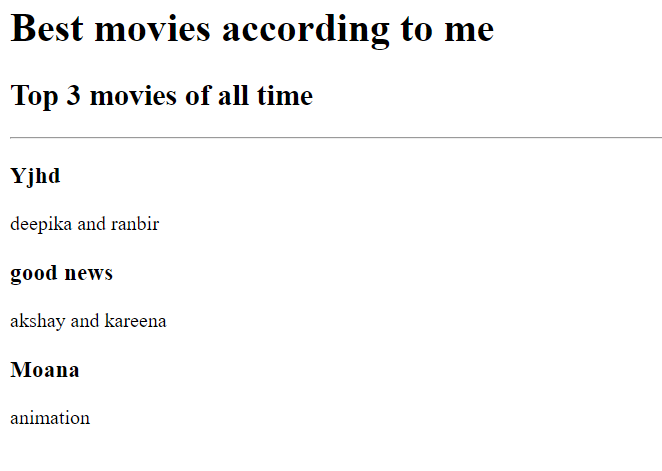 Best movies according to me
Top 3 movies of all time
Yjhd
deepika and ranbir
good news
akshay and kareena
Moana
animation